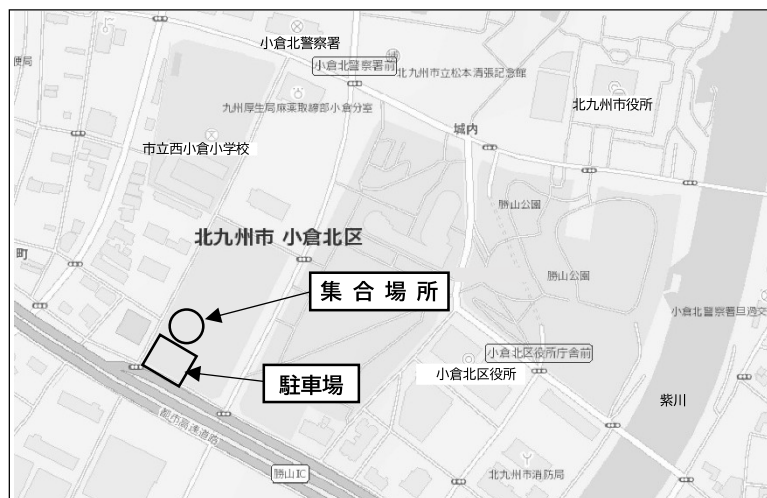 小倉北警察署
小倉北警察署前
便局
北九州市立松本清張記念館
九州厚生局麻薬取締部小倉分室
北九州市役所
城内
市立西小倉小学校
勝山公園
北九州市 小倉北区
町
勝山公園
集合場所
小倉北警察署旦過交
小倉北区役所庁舎前
小倉北区役所
駐車場
紫川
都市高速道路
勝山IC
北九州市消防局